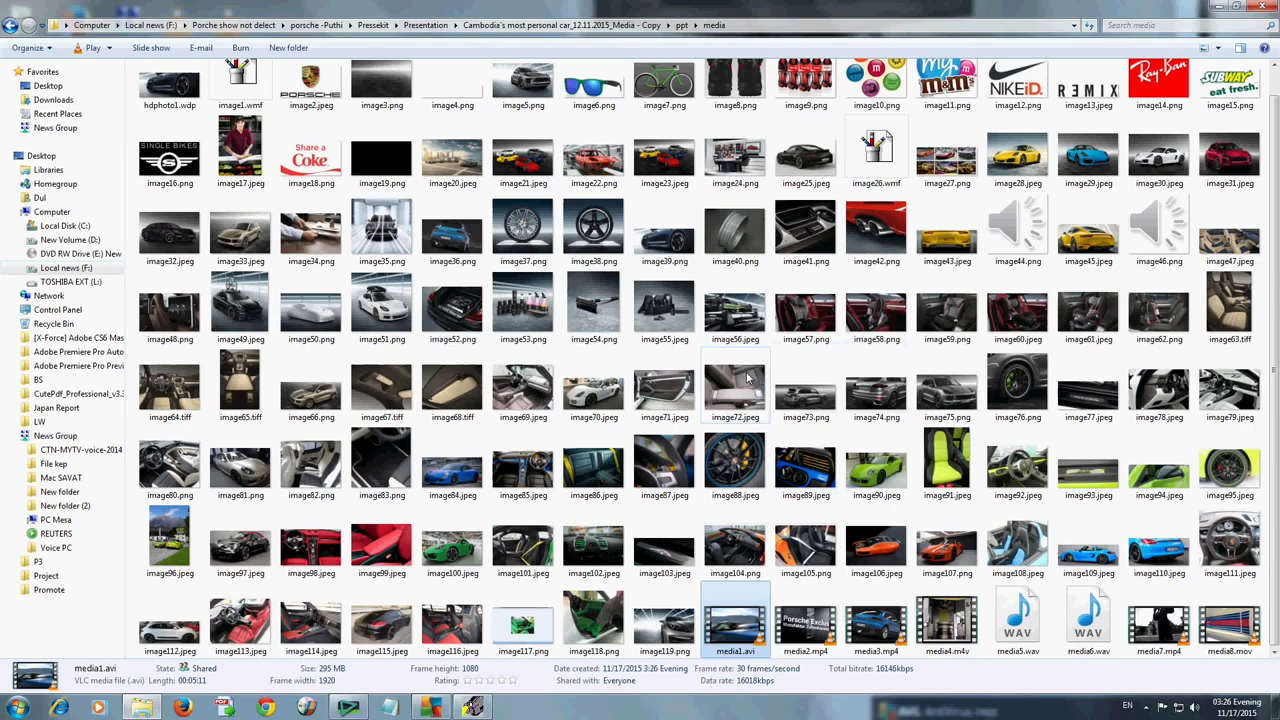 Computer ▸ Local news (F:) ▸ Porche show not delect ▸ porsche -Puthi ▸ Pressekit ▸ Presentation ▸ Cambodia's most personal car_12.11.2015_Media - Copy ▸ ppt ▸ media
Search media
Organize Play Slide show E-mail Burn New folder
Favorites
Desktop
Downloads
Recent Places
News Group
Desktop
Libraries
Homegroup
Dul
Computer
Local Disk (C:)
New Volume (D:)
DVD RW Drive (E:) New
Local news (F:)
TOSHIBA EXT (L:)
Network
Control Panel
Recycle Bin
[X-Force] Adobe CS6 Mas
Adobe Premiere Pro Auto
Adobe Premiere Pro Previ
BS
CutePdf_Professional_v3.
Japan Report
LW
News Group
CTN-MYTV-voice-2014
File kep
Mac SAVAT
New folder
New folder (2)
PC Mesa
REUTERS
Voice PC
P3
Project
Promote
PORSCHE
my
m&m's
NIKEiD.
REMIX
Ray-Ban
SUBWAY
eat fresh.
hdphoto1.wdp image1.wmf image2.jpeg image3.png image4.png image5.png image6.png image7.png image8.png image9.png image10.png image11.png image12.png image13.jpeg image14.png image15.png
SINGLE BIKES
Share a
Coke
image16.png image17.jpeg image18.png image19.png image20.jpeg image21.jpeg image22.png image23.jpeg image24.png image25.jpeg image26.wmf image27.png image28.jpeg image29.jpeg image30.jpeg image31.jpeg
image32.jpeg image33.jpeg image34.png image35.png image36.png image37.png image38.png image39.png image40.png image41.png image42.png image43.jpeg image44.png image45.jpeg image46.png image47.jpeg
image48.png image49.jpeg image50.png image51.png image52.png image53.png image54.png image55.jpeg image56.jpeg image57.png image58.png image59.png image60.jpeg image61.jpeg image62.jpeg image63.tiff
image64.tiff image65.tiff image66.png image67.tiff image68.tiff image69.jpeg image70.jpeg image71.jpeg image72.jpeg image73.png image74.png image75.png image76.png image77.jpeg image78.jpeg image79.jpeg
image80.png image81.png image82.png image83.png image84.jpeg image85.jpeg image86.jpeg image87.jpeg image88.jpeg image89.jpeg image90.jpeg image91.jpeg image92.jpeg image93.jpeg image94.jpeg image95.jpeg
image96.jpeg image97.jpeg image98.jpeg image99.jpeg image100.jpeg image101.jpeg image102.jpeg image103.jpeg image104.png image105.png image106.jpeg image107.png image108.jpeg image109.jpeg image110.jpeg image111.jpeg
Porsche Exclu
WAV WAV
image112.jpeg image113.jpeg image114.jpeg image115.jpeg image116.jpeg image117.png image118.png image119.png media1.avi media2.mp4 media3.mp4 media4.m4v media5.wav media6.wav media7.mp4 media8.mov
media1.avi State: Shared Size: 295 MB Frame height: 1080 Date created: 11/17/2015 3:26 Evening Frame rate: 30 frames/second Total bitrate: 16146kbps
VLC media file (.avi) Length: 00:05:11 Frame width: 1920 Rating: Shared with: Everyone Data rate: 16018kbps
EN
03:26 Evening
11/17/2015